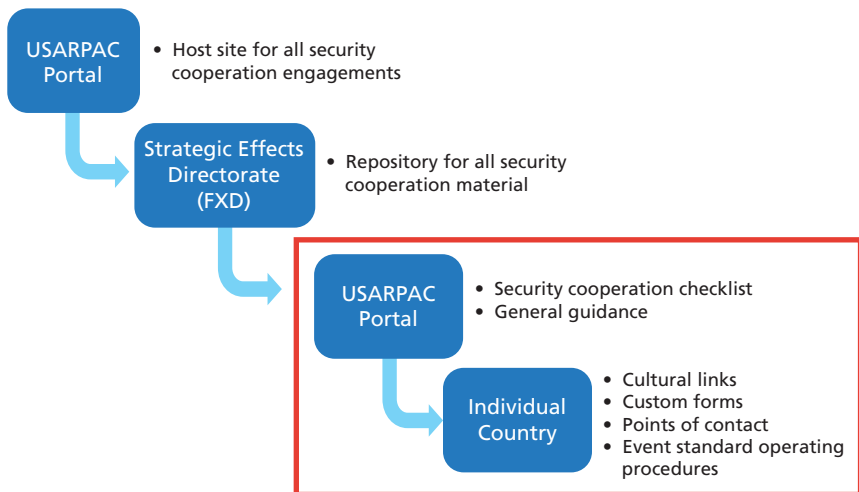 USARPAC
Portal
• Host site for all security
cooperation engagements
Strategic Effects
Directorate
(FXD)
• Repository for all security
cooperation material
USARPAC
Portal
• Security cooperation checklist
• General guidance
Individual
Country
• Cultural links
• Custom forms
• Points of contact
• Event standard operating
procedures